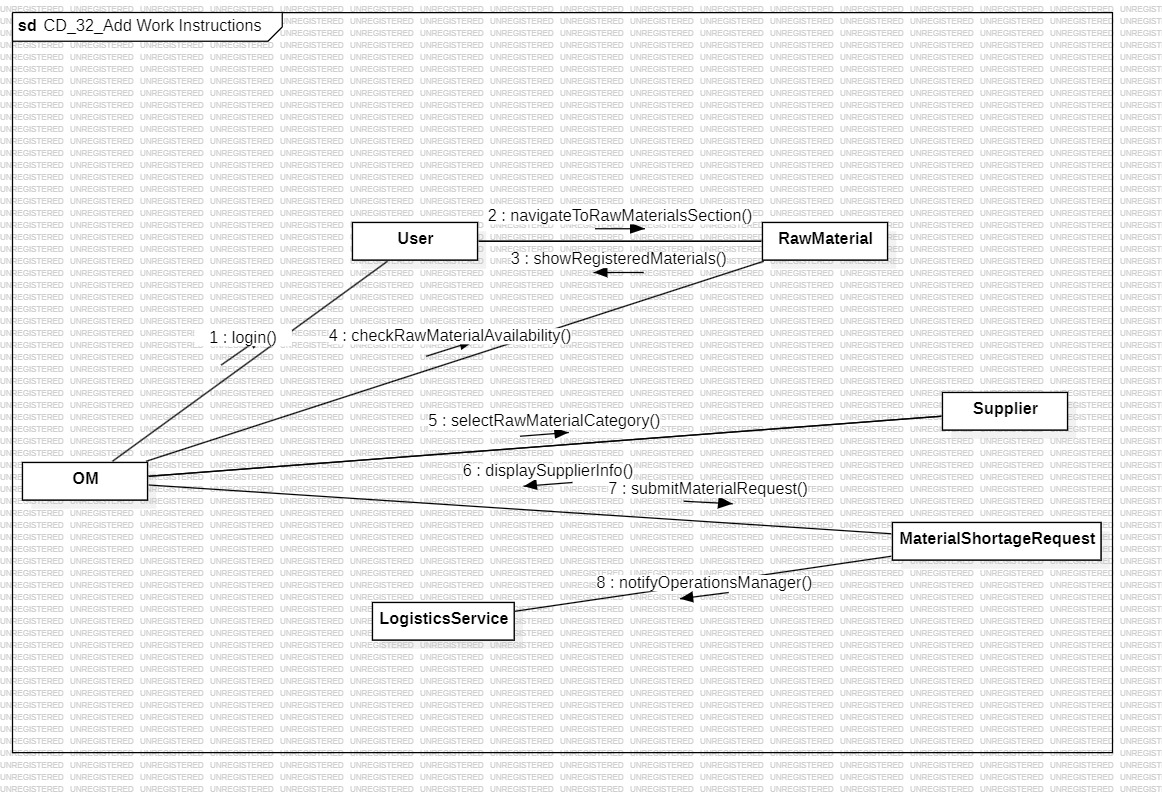 sd CD_32_Add Work Instructions
2 : navigateToRawMaterialsSection()
User
RawMaterial
3 : showRegisteredMaterials()
1 : login()
4 : checkRawMaterialAvailability()
Supplier
5 : selectRawMaterialCategory()
OM
6 : displaySupplierInfo()
7 : submitMaterialRequest()
MaterialShortageRequest
8 : notifyOperationsManager()
LogisticsService
UNREGISTERED